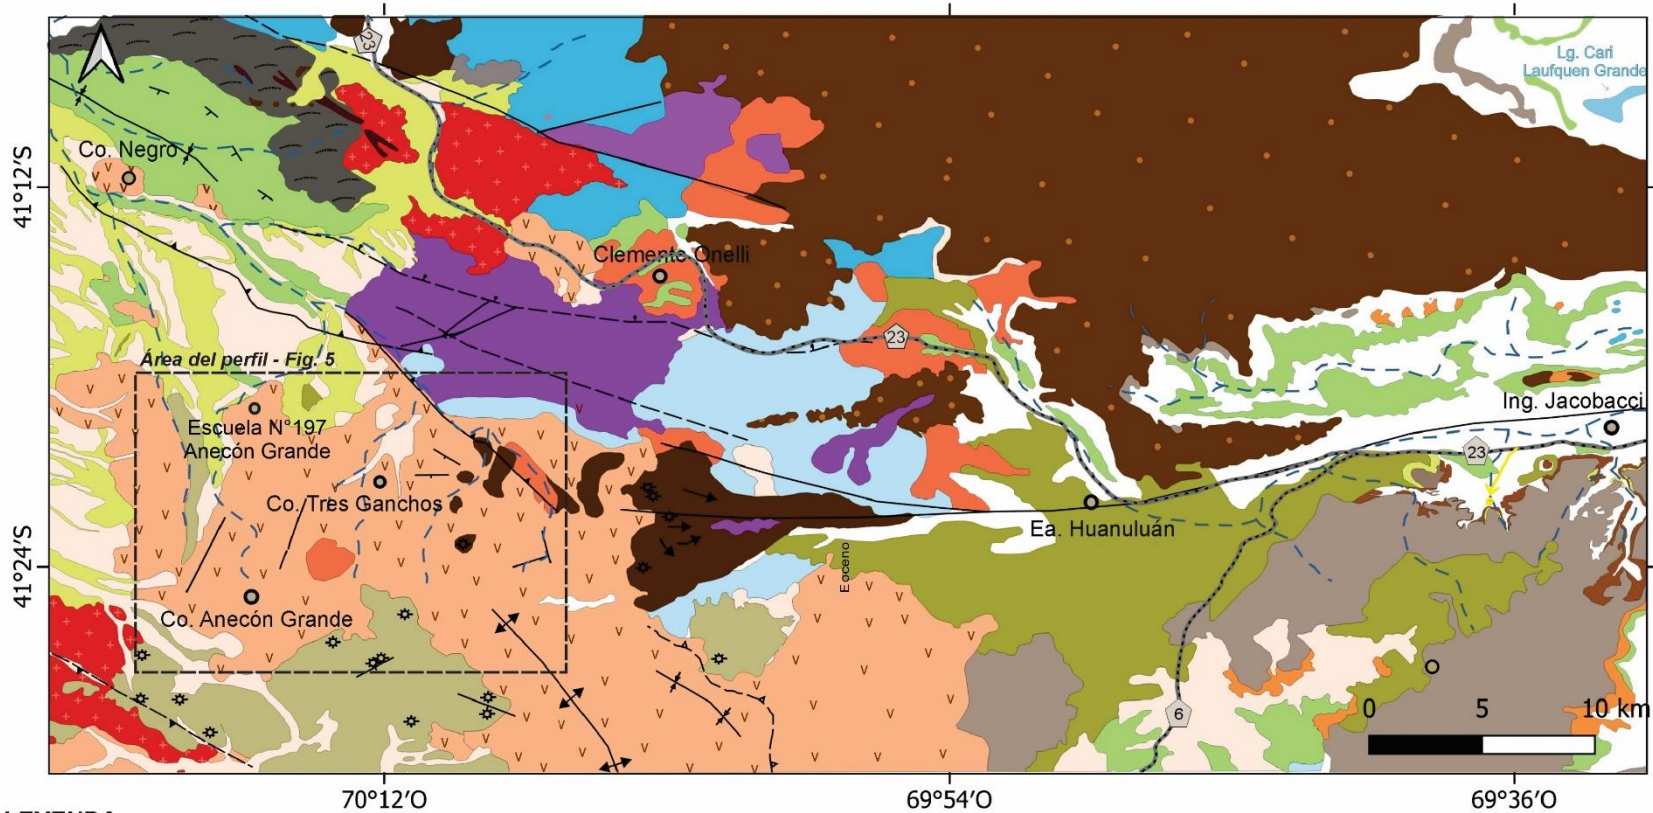 23
Lg. Cari
Laufquen Grande
Co. Negro
41°12'S
Clemente Onelli
23
Área del perfil - Fig. 5
Escuela N°197
Anecón Grande
Ing. Jacobacci
23
Co. Tres Ganchos
Ea. Huanuluán
Eoceno
41°24'S
Co. Anecón Grande
6
0 5 10 km
70°12'O 69°54'O 69°36'O